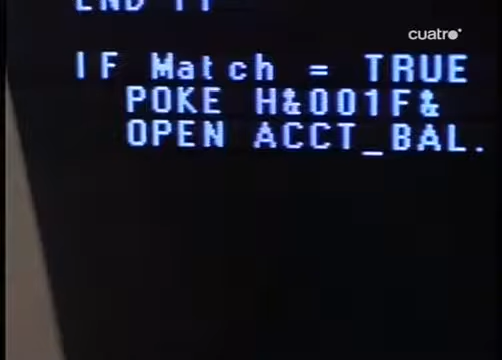 cuatro
IF Match = TRUE
POKE H&001F&
OPEN ACCT_BAL.